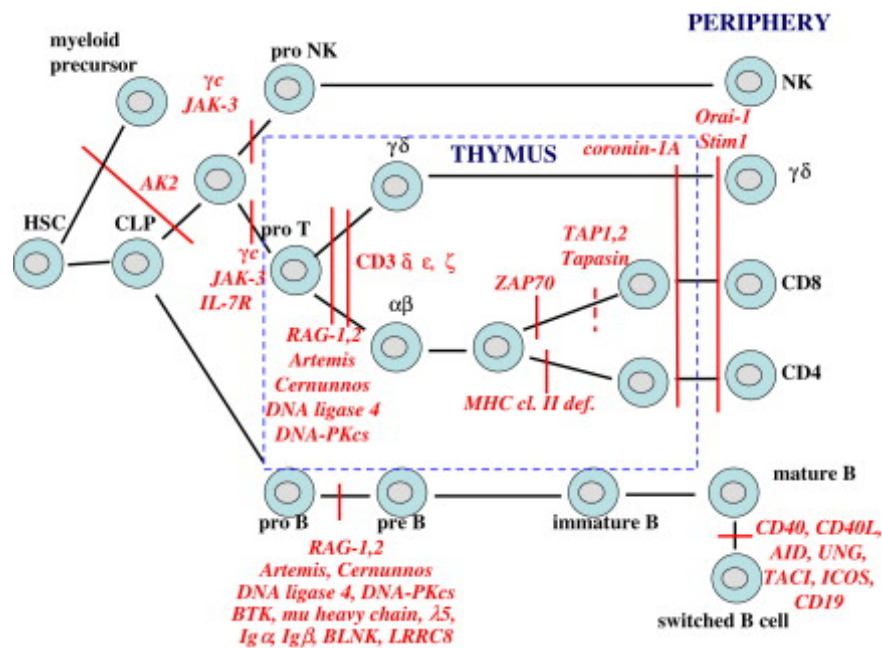 PERIPHERY
myeloid
precursor
pro NK
NK
γc
JAK-3
Orai-1
Stim1
γδ
THYMUS
coronin-1A
γδ
AK2
HSC
CLP
pro T
γc
JAK-3
IL-7R
CD3 δ, ε, ζ
TAP1,2
Tapasin
ZAP70
CD8
αβ
RAG-1,2
Artemis
Cernunnos
DNA ligase 4
DNA-PKcs
MHC cl. II def.
CD4
mature B
pro B
pre B
immature B
RAG-1,2
Artemis, Cernunnos
DNA ligase 4, DNA-PKcs
BTK, mu heavy chain, λ5,
Ig α, Ig β, BLNK, LRRC8
CD40, CD40L,
AID, UNG,
TACI, ICOS,
CD19
switched B cell